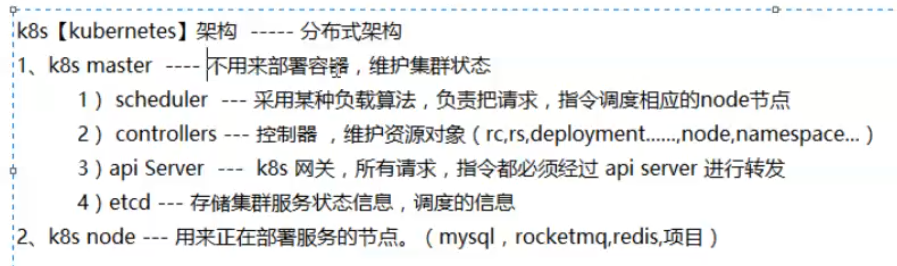 k8s【kubernetes】架构 ----- 分布式架构
1、k8s master ---- 不用来部署容器，维护集群状态
1） scheduler --- 采用某种负载算法，负责把请求，指令调度相应的node节点
2） controllers --- 控制器 ，维护资源对象（rc,rs,deployment......,node,namespace...）
3）api Server --- k8s 网关，所有请求，指令都必须经过 api server 进行转发
4）etcd --- 存储集群服务状态信息，调度的信息
2、k8s node --- 用来正在部署服务的节点。（mysql，rocketmq,redis,项目）